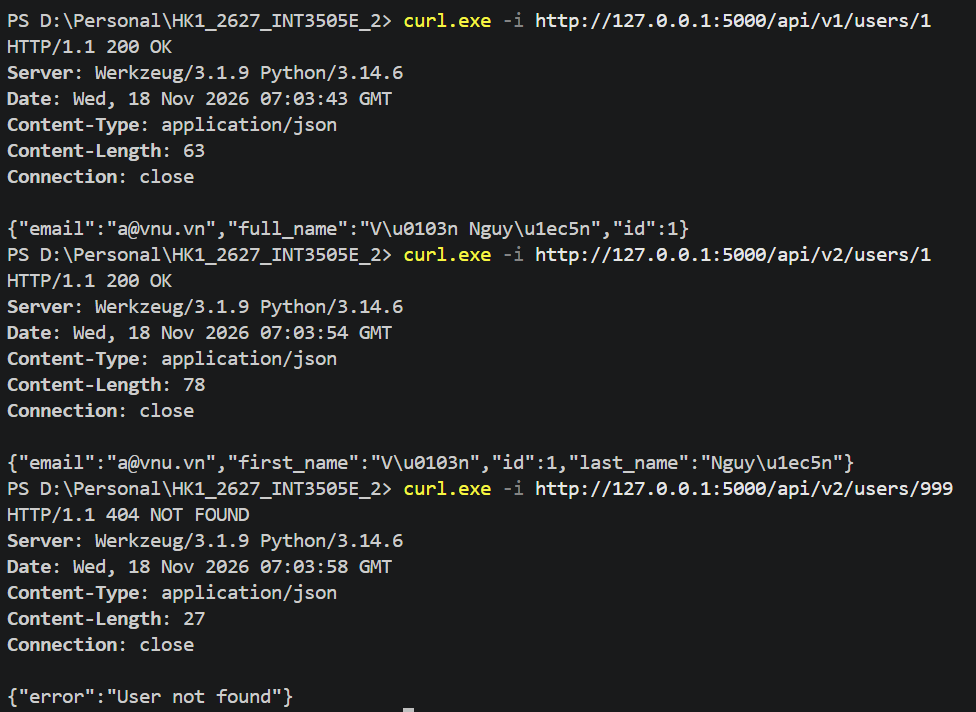 PS D:\Personal\HK1_2627_INT3505E_2> curl.exe -i http://127.0.0.1:5000/api/v1/users/1
HTTP/1.1 200 OK
Server: Werkzeug/3.1.9 Python/3.14.6
Date: Wed, 18 Nov 2026 07:03:43 GMT
Content-Type: application/json
Content-Length: 63
Connection: close

{"email":"a@vnu.vn","full_name":"V\u0103n Nguy\u1ec5n","id":1}
PS D:\Personal\HK1_2627_INT3505E_2> curl.exe -i http://127.0.0.1:5000/api/v2/users/1
HTTP/1.1 200 OK
Server: Werkzeug/3.1.9 Python/3.14.6
Date: Wed, 18 Nov 2026 07:03:54 GMT
Content-Type: application/json
Content-Length: 78
Connection: close

{"email":"a@vnu.vn","first_name":"V\u0103n","id":1,"last_name":"Nguy\u1ec5n"}
PS D:\Personal\HK1_2627_INT3505E_2> curl.exe -i http://127.0.0.1:5000/api/v2/users/999
HTTP/1.1 404 NOT FOUND
Server: Werkzeug/3.1.9 Python/3.14.6
Date: Wed, 18 Nov 2026 07:03:58 GMT
Content-Type: application/json
Content-Length: 27
Connection: close

{"error":"User not found"}